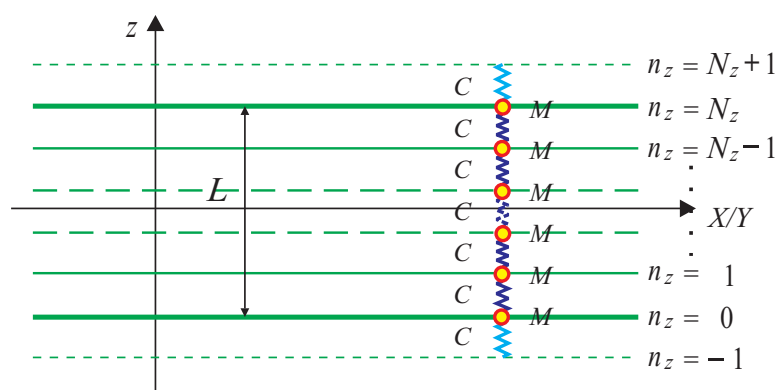 z
n_z = N_z+1
C
n_z = N_z
M
C
n_z = N_z−1
M
C
L
M
C
X/Y
M
C
n_z = 1
M
C
n_z = 0
M
C
n_z = −1